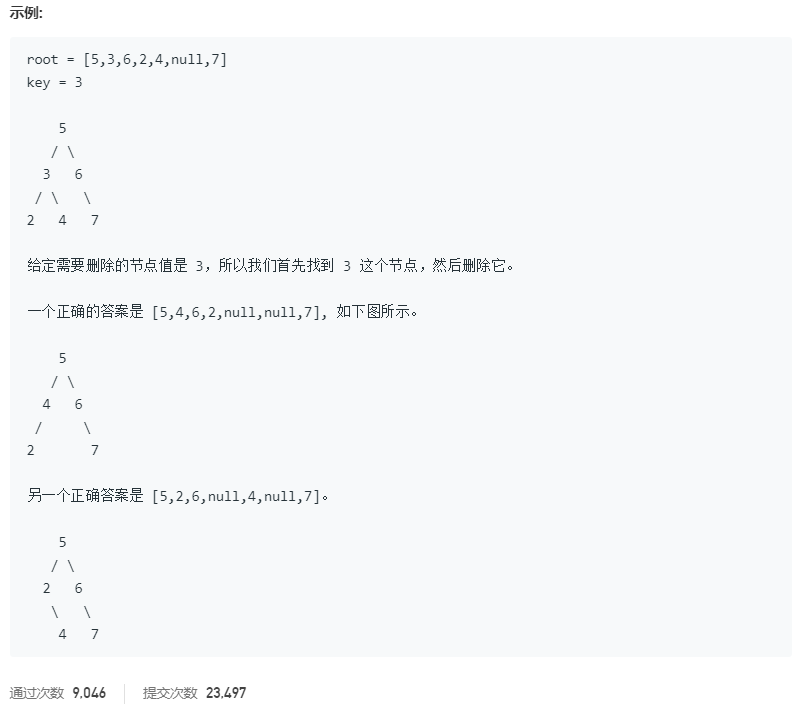 示例:
root = [5,3,6,2,4,null,7]
key = 3
    5
   / \
  3   6
 / \   \
2   4   7
给定需要删除的节点值是 3，所以我们首先找到 3 这个节点，然后删除它。
一个正确的答案是 [5,4,6,2,null,null,7], 如下图所示。
    5
   / \
  4   6
 /     \
2       7
另一个正确答案是 [5,2,6,null,4,null,7]。
    5
   / \
  2   6
   \   \
    4   7
通过次数 9,046 提交次数 23,497